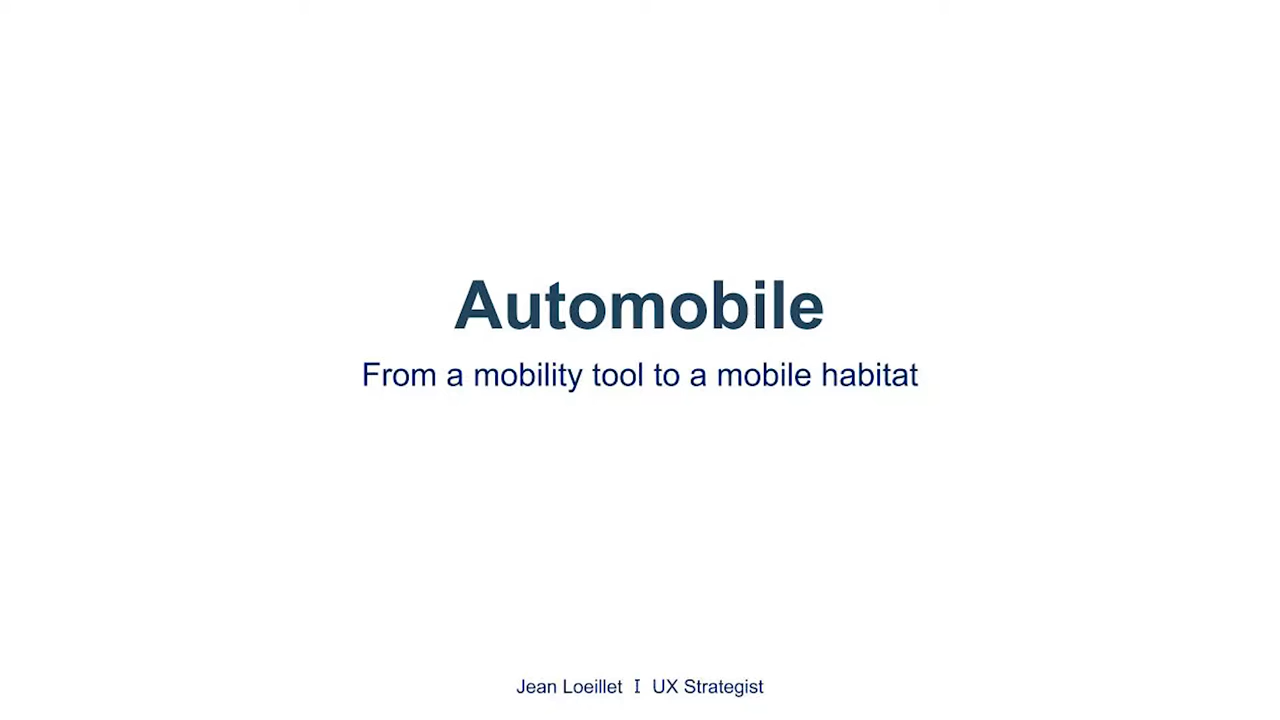 Automobile
From a mobility tool to a mobile habitat
Jean Loeillet I UX Strategist